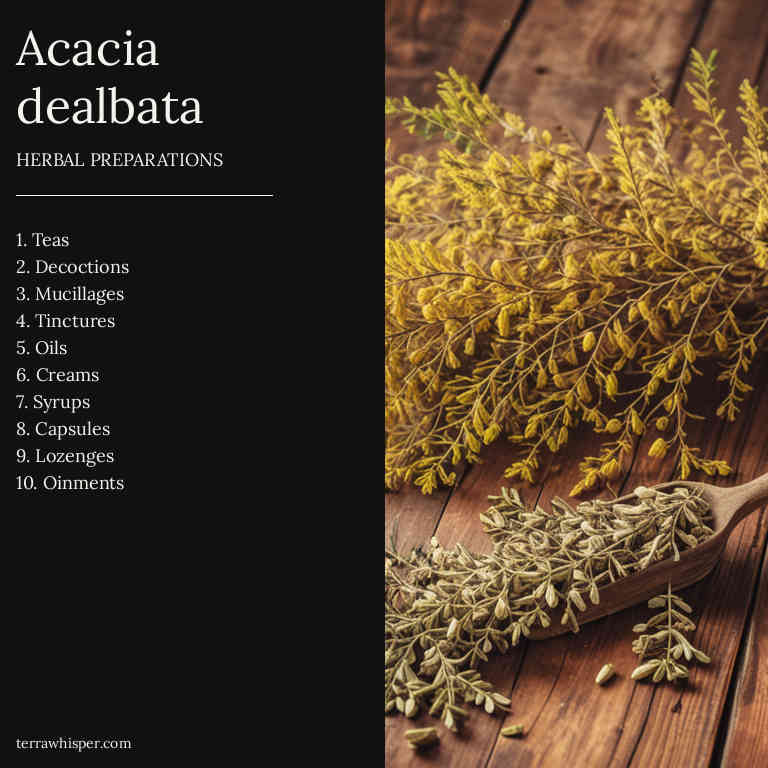 Acacia
dealbata
HERBAL PREPARATIONS
1. Teas
2. Decoctions
3. Mucillages
4. Tinctures
5. Oils
6. Creams
7. Syrups
8. Capsules
9. Lozenges
10. Oinments
terrawhisper.com